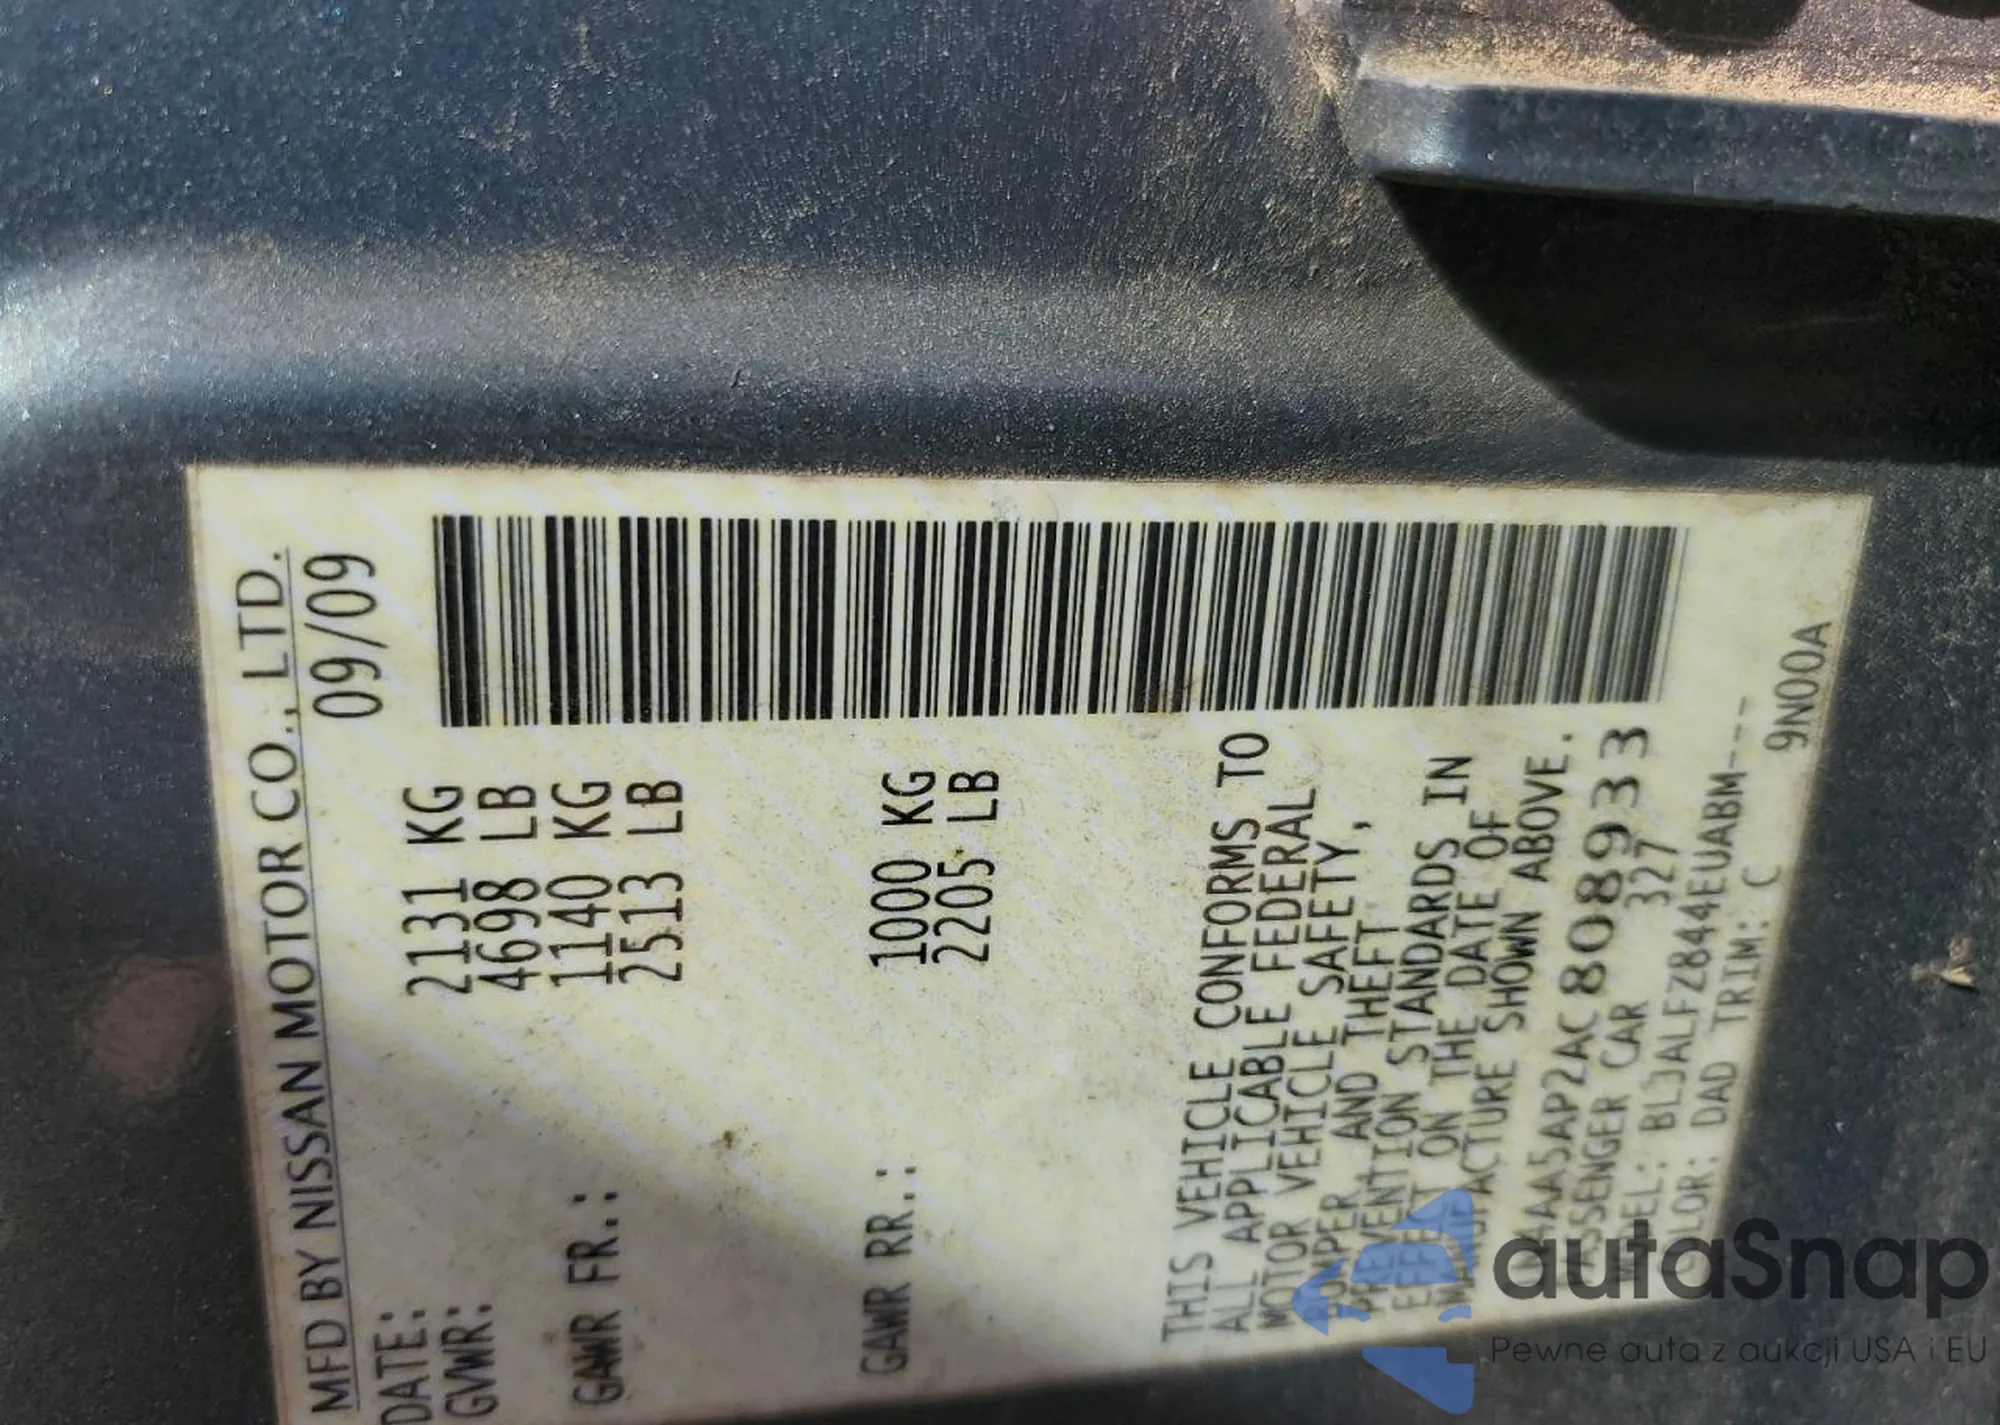 MFD BY NISSAN MOTOR CO., LTD.
DATE: 09/09
GVWR: 2131 KG
4698 LB
GAWR FR.: 1140 KG
2513 LB
GAWR RR.: 1000 KG
2205 LB
THIS VEHICLE CONFORMS TO
ALL APPLICABLE FEDERAL
MOTOR VEHICLE SAFETY,
BUMPER AND THEFT
PREVENTION STANDARDS IN
EFFECT ON THE DATE OF
MANUFACTURE SHOWN ABOVE.
4AA5AP2AC808933
PASSENGER CAR 327
MODEL: BLJALFZ844EUABM---
COLOR: DAD TRIM: C
9N00A
autaSnap
Pewne auta z aukcji USA i EU